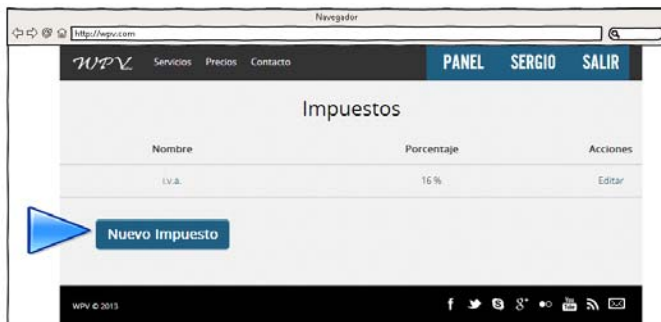 Navegador
http://wpv.com
WPV Servicios Precios Contacto PANEL SERGIO SALIR
Impuestos
Nombre Porcentaje Acciones
i.v.a. 16 % Editar
Nuevo Impuesto
WPV © 2013